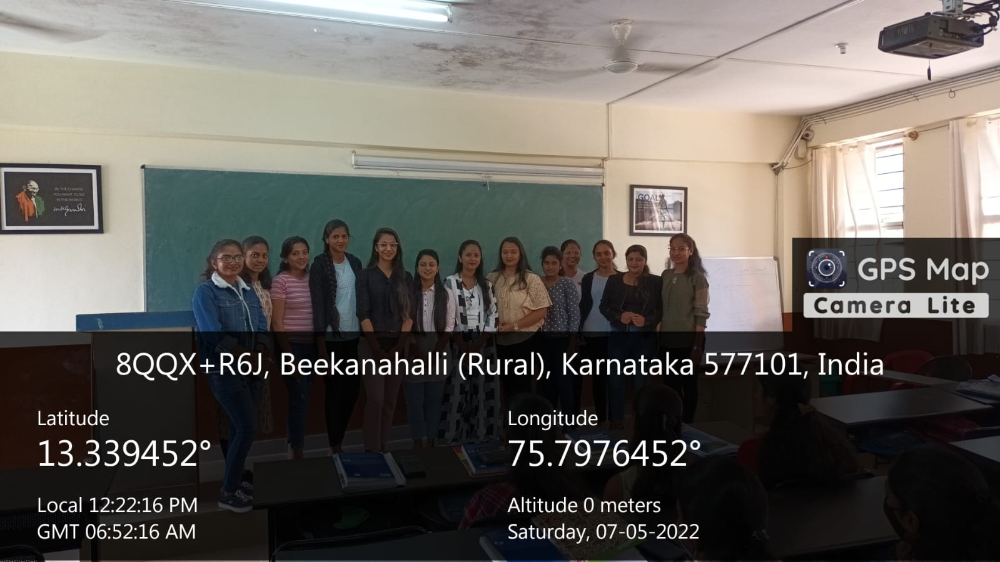 BE THE CHANGE
YOU WANT TO SEE
IN THE WORLD
GOALS
GPS Map
Camera Lite
8QQX+R6J, Beekanahalli (Rural), Karnataka 577101, India
Latitude
13.339452°
Longitude
75.7976452°
Local 12:22:16 PM
GMT 06:52:16 AM
Altitude 0 meters
Saturday, 07-05-2022